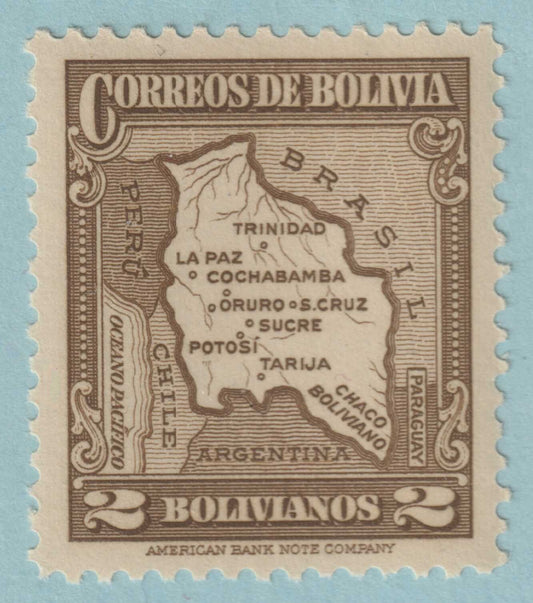 CORREOS DE BOLIVIA
BRASIL
PERÚ
TRINIDAD
LA PAZ
COCHABAMBA
ORURO S.CRUZ
SUCRE
POTOSÍ
TARIJA
OCEANO PACIFICO
CHILE
CHACO
BOLIVIANO
PARAGUAY
ARGENTINA
2 BOLIVIANOS 2
AMERICAN BANK NOTE COMPANY